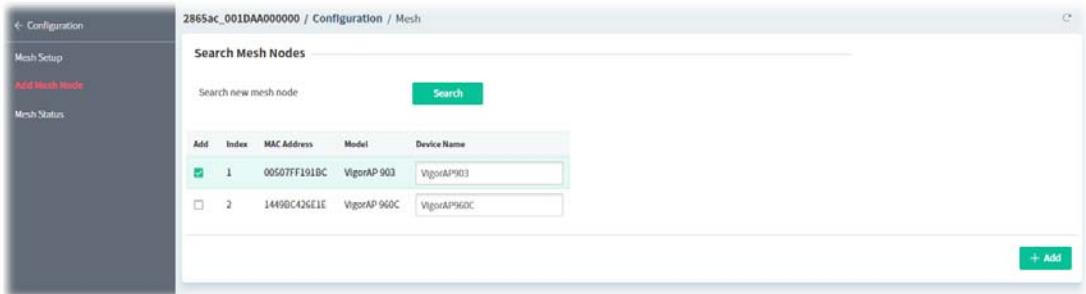 ← Configuration
Mesh Setup
Add Mesh Node
Mesh Status
2865ac_001DAA000000 / Configuration / Mesh
Search Mesh Nodes
Search new mesh node Search
Add Index MAC Address Model Device Name
1 00507FF191BC VigorAP 903 VigorAP903
2 1449BC426E1E VigorAP 960C VigorAP960C
+ Add